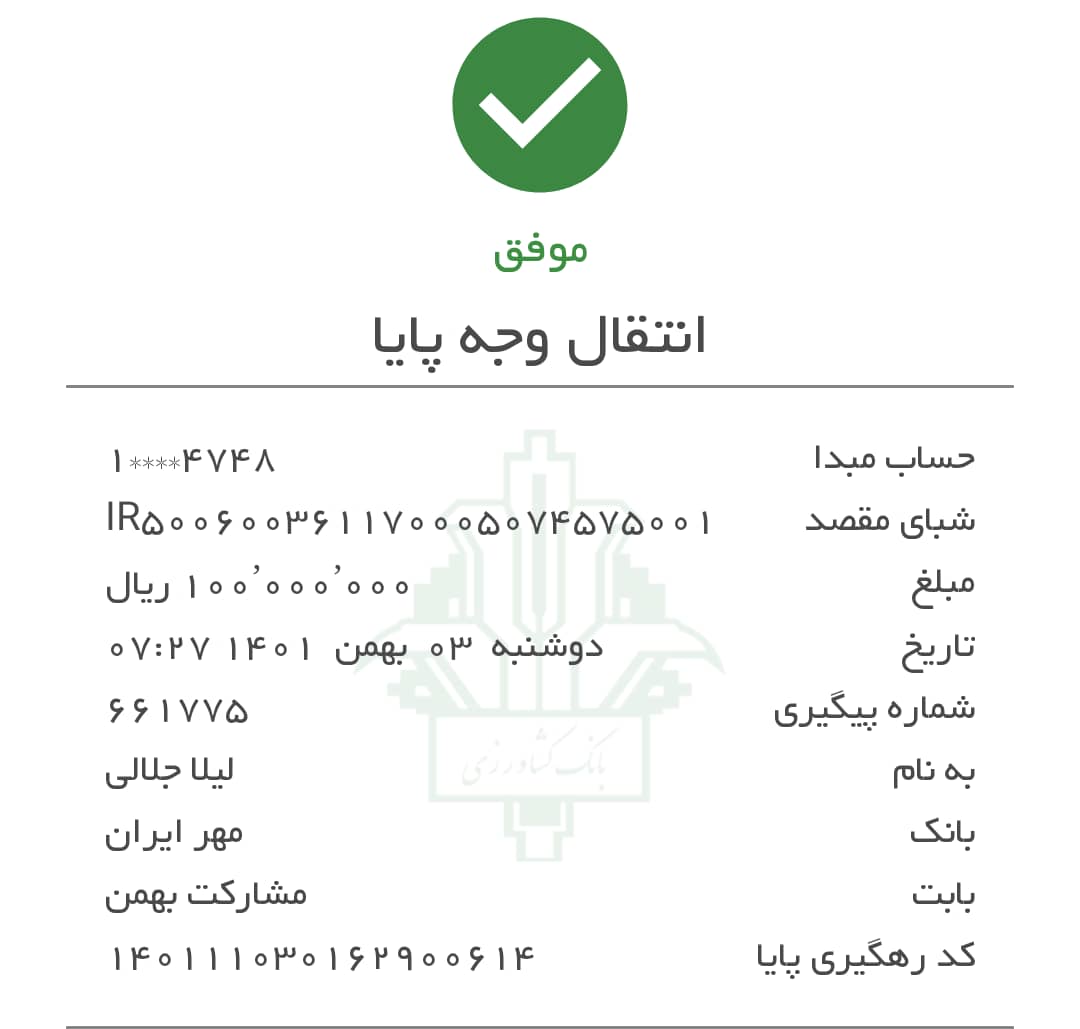 موفق
انتقال وجه پایا
حساب مبدا ۱****۴۷۴۸
شبای مقصد IR۵۰۰۶۰۰۳۶۱۱۷۰۰۰۵۰۷۴۵۷۵۰۰۱
مبلغ ۱۰۰٬۰۰۰٬۰۰۰ ریال
تاریخ دوشنبه ۰۳ بهمن ۱۴۰۱ ۰۷:۲۷
شماره پیگیری ۶۶۱۷۷۵
به نام لیلا جلالی
بانک مهر ایران
بابت مشارکت بهمن
کد رهگیری پایا ۱۴۰۱۱۱۰۳۰۱۶۲۹۰۰۶۱۴
بانک کشاورزی